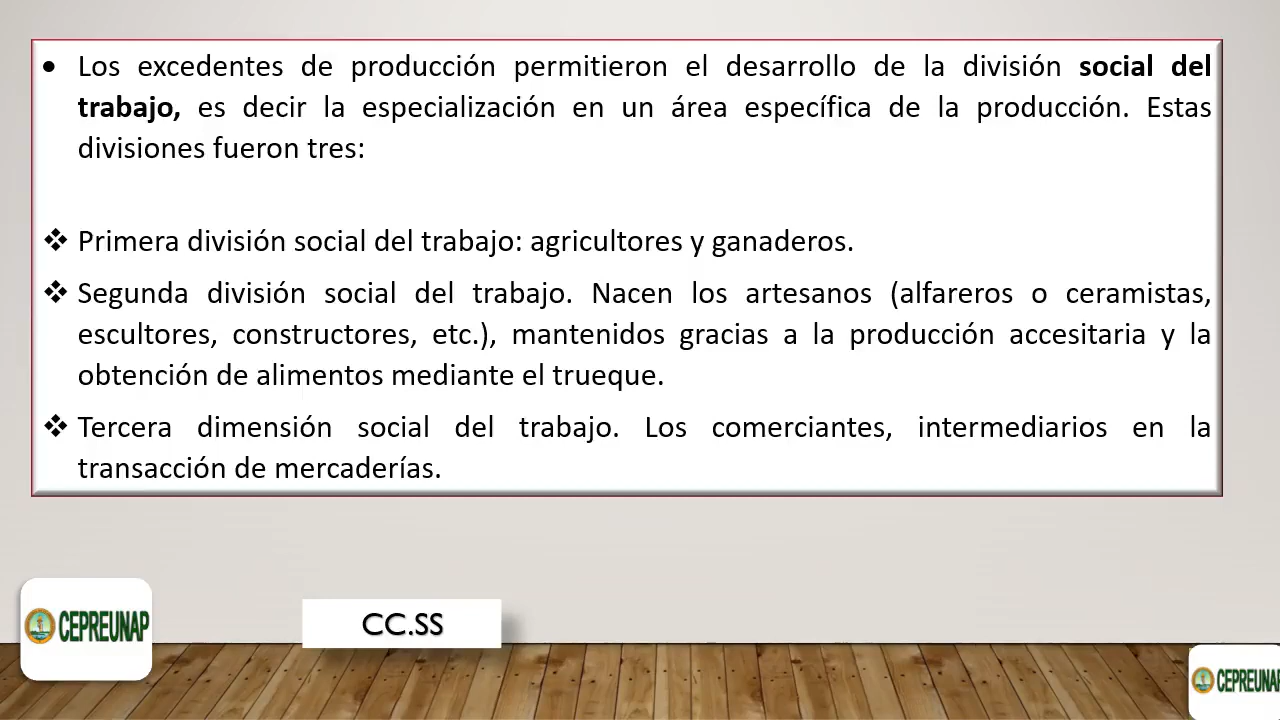 • Los excedentes de producción permitieron el desarrollo de la división social del
trabajo, es decir la especialización en un área específica de la producción. Estas
divisiones fueron tres:
❖ Primera división social del trabajo: agricultores y ganaderos.
❖ Segunda división social del trabajo. Nacen los artesanos (alfareros o ceramistas,
escultores, constructores, etc.), mantenidos gracias a la producción accesitaria y la
obtención de alimentos mediante el trueque.
❖ Tercera dimensión social del trabajo. Los comerciantes, intermediarios en la
transacción de mercaderías.
CEPREUNAP
CC.SS
CEPREUNAP